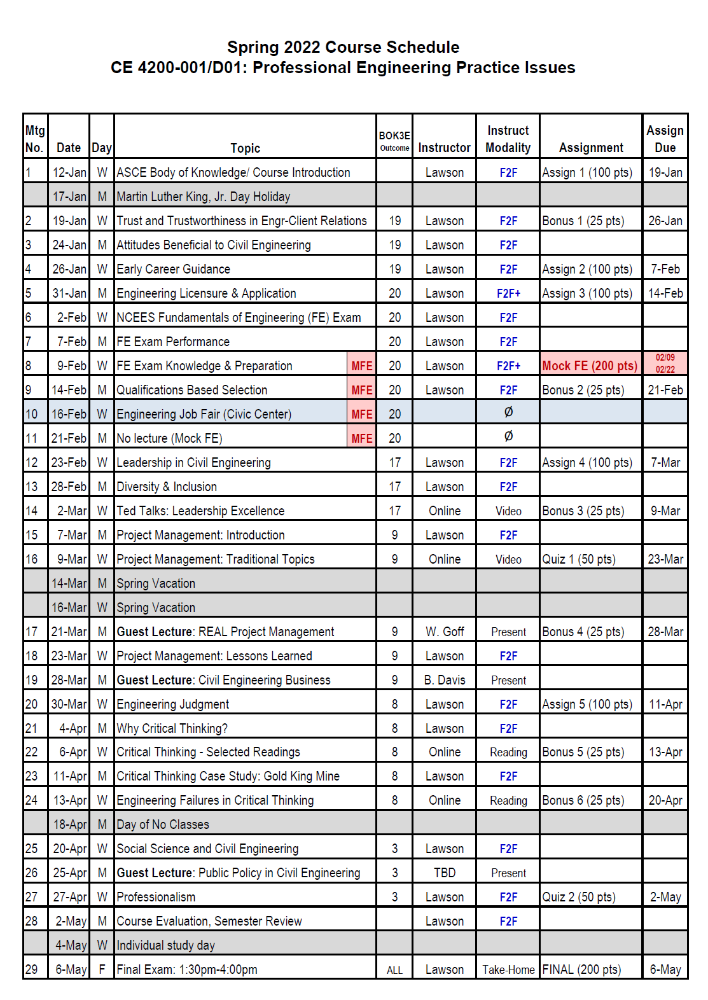 Spring 2022 Course Schedule
CE 4200-001/D01: Professional Engineering Practice Issues
Mtg No. Date Day Topic BOK3E Outcome Instructor Instruct Modality Assignment Assign Due
1 12-Jan W ASCE Body of Knowledge/ Course Introduction Lawson F2F Assign 1 (100 pts) 19-Jan
17-Jan M Martin Luther King, Jr. Day Holiday
2 19-Jan W Trust and Trustworthiness in Engr-Client Relations 19 Lawson F2F Bonus 1 (25 pts) 26-Jan
3 24-Jan M Attitudes Beneficial to Civil Engineering 19 Lawson F2F
4 26-Jan W Early Career Guidance 19 Lawson F2F Assign 2 (100 pts) 7-Feb
5 31-Jan M Engineering Licensure & Application 20 Lawson F2F+ Assign 3 (100 pts) 14-Feb
6 2-Feb W NCEES Fundamentals of Engineering (FE) Exam 20 Lawson F2F
7 7-Feb M FE Exam Performance 20 Lawson F2F
8 9-Feb W FE Exam Knowledge & Preparation MFE 20 Lawson F2F+ Mock FE (200 pts) 02/09 02/22
9 14-Feb M Qualifications Based Selection MFE 20 Lawson F2F Bonus 2 (25 pts) 21-Feb
10 16-Feb W Engineering Job Fair (Civic Center) MFE 20 Ø
11 21-Feb M No lecture (Mock FE) MFE 20 Ø
12 23-Feb W Leadership in Civil Engineering 17 Lawson F2F Assign 4 (100 pts) 7-Mar
13 28-Feb M Diversity & Inclusion 17 Lawson F2F
14 2-Mar W Ted Talks: Leadership Excellence 17 Online Video Bonus 3 (25 pts) 9-Mar
15 7-Mar M Project Management: Introduction 9 Lawson F2F
16 9-Mar W Project Management: Traditional Topics 9 Online Video Quiz 1 (50 pts) 23-Mar
14-Mar M Spring Vacation
16-Mar W Spring Vacation
17 21-Mar M Guest Lecture: REAL Project Management 9 W. Goff Present Bonus 4 (25 pts) 28-Mar
18 23-Mar W Project Management: Lessons Learned 9 Lawson F2F
19 28-Mar M Guest Lecture: Civil Engineering Business 9 B. Davis Present
20 30-Mar W Engineering Judgment 8 Lawson F2F Assign 5 (100 pts) 11-Apr
21 4-Apr M Why Critical Thinking? 8 Lawson F2F
22 6-Apr W Critical Thinking - Selected Readings 8 Online Reading Bonus 5 (25 pts) 13-Apr
23 11-Apr M Critical Thinking Case Study: Gold King Mine 8 Lawson F2F
24 13-Apr W Engineering Failures in Critical Thinking 8 Online Reading Bonus 6 (25 pts) 20-Apr
18-Apr M Day of No Classes
25 20-Apr W Social Science and Civil Engineering 3 Lawson F2F
26 25-Apr M Guest Lecture: Public Policy in Civil Engineering 3 TBD Present
27 27-Apr W Professionalism 3 Lawson F2F Quiz 2 (50 pts) 2-May
28 2-May M Course Evaluation, Semester Review Lawson F2F
4-May W Individual study day
29 6-May F Final Exam: 1:30pm-4:00pm ALL Lawson Take-Home FINAL (200 pts) 6-May